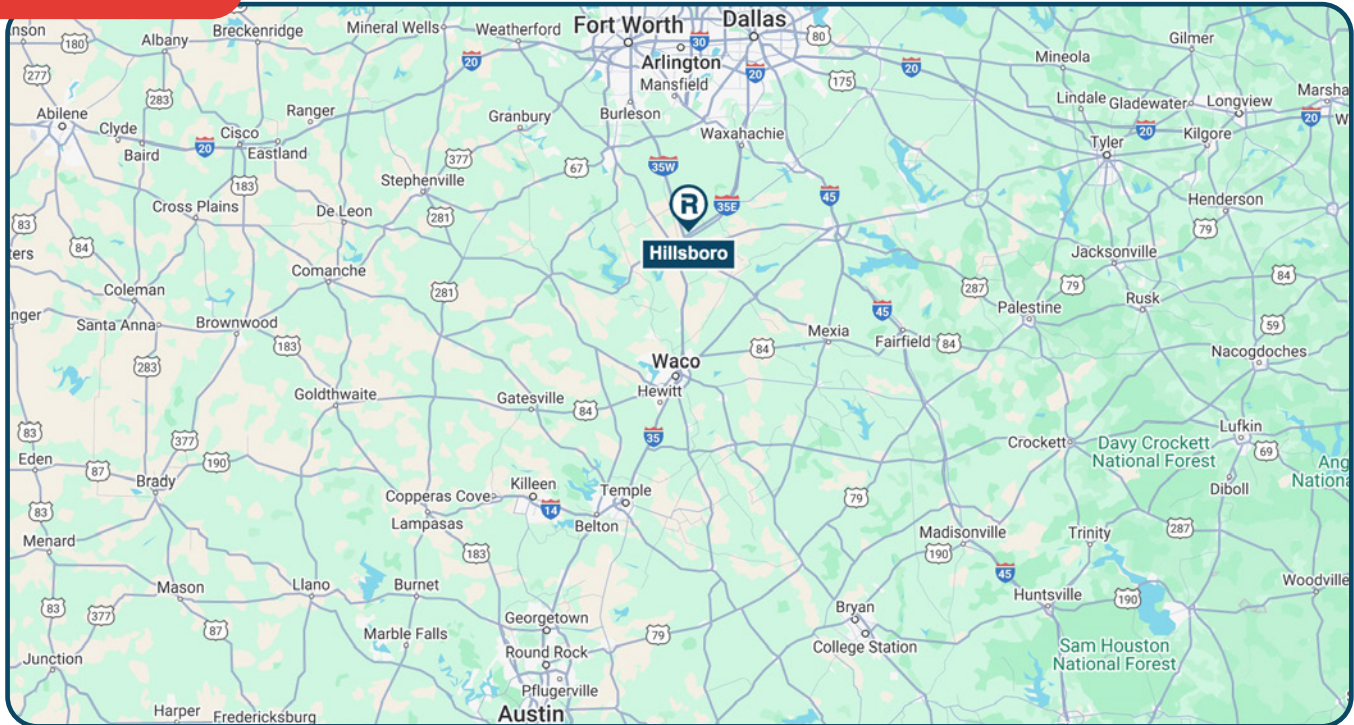 nson
180
Albany
Breckenridge
Mineral Wells
Weatherford
Fort Worth
Dallas
30
80
Arlington
20
20
20
Mansfield
175
Mineola
Gilmer
277
283
Abilene
Clyde
Baird
20
Cisco
Eastland
Ranger
Granbury
Burleson
Waxahachie
Lindale
Gladewater
Longview
Marsha
20
W
20
Kilgore
Tyler
377
67
35W
183
Stephenville
R
35E
45
Henderson
Cross Plains
De Leon
281
83
79
Hillsboro
84
ters
Comanche
Jacksonville
84
Coleman
281
287
79
Palestine
Rusk
nger
Santa Anna
Brownwood
183
45
Mexia
Fairfield
84
59
84
Nacogdoches
283
Waco
Hewitt
Goldthwaite
Gatesville
84
35
83
377
Lufkin
Crockett
Davy Crockett
National Forest
69
Eden
87
190
Ang
Nationa
Brady
Copperas Cove
Killeen
Temple
14
79
Diboll
83
Lampasas
Belton
Madisonville
Trinity
287
Menard
183
190
45
Mason
Llano
Burnet
Huntsville
190
Woodville
83
377
87
Georgetown
79
Bryan
College Station
Marble Falls
Round Rock
Sam Houston
National Forest
Junction
Pflugerville
Harper
Fredericksburg
Austin